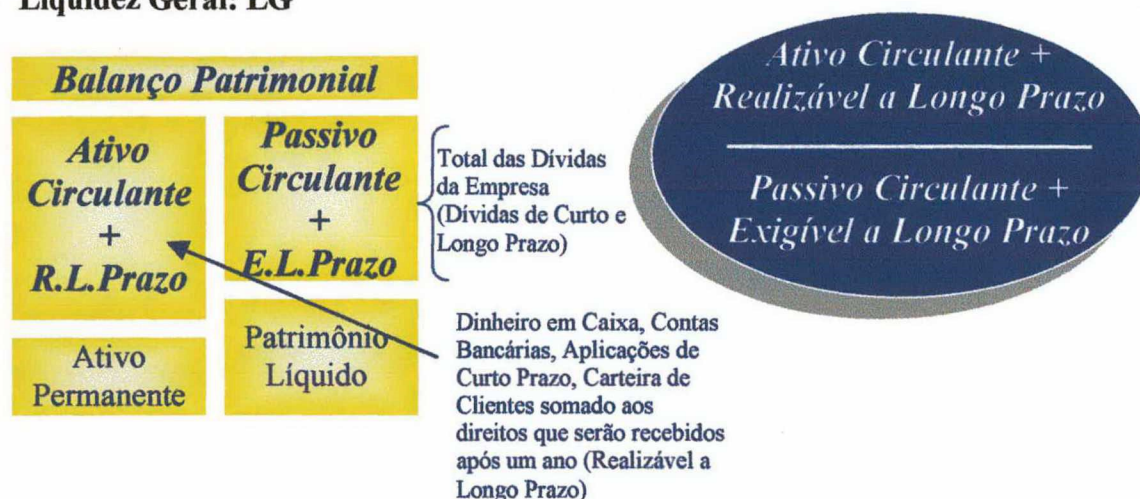 Liquidez Geral: LG
Balanço Patrimonial
Ativo
Circulante
+
R.L.Prazo
Passivo
Circulante
+
E.L.Prazo
Total das Dívidas
da Empresa
(Dívidas de Curto e
Longo Prazo)
Ativo Circulante +
Realizável a Longo Prazo
Passivo Circulante +
Exigível a Longo Prazo
Ativo
Permanente
Patrimônio
Líquido
Dinheiro em Caixa, Contas
Bancárias, Aplicações de
Curto Prazo, Carteira de
Clientes somado aos
direitos que serão recebidos
após um ano (Realizável a
Longo Prazo)